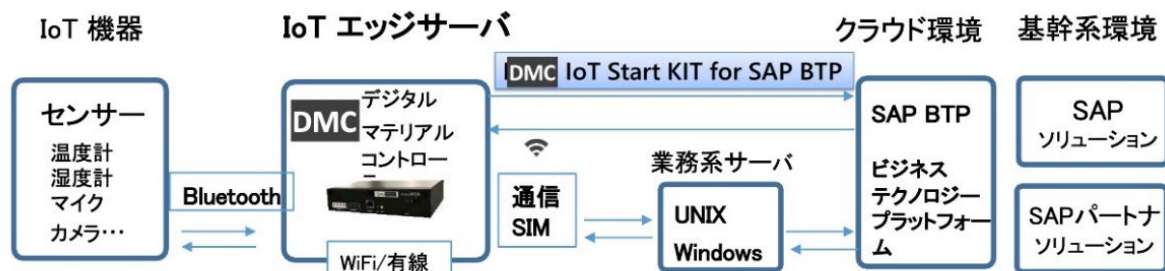 IoT 機器
IoT エッジサーバ
クラウド環境
基幹系環境
DMC IoT Start KIT for SAP BTP
センサー
温度計
湿度計
マイク
カメラ…
Bluetooth
DMC
デジタル
マテリアル
コントロー
WiFi/有線
通信
SIM
業務系サーバ
UNIX
Windows
SAP BTP
ビジネス
テクノロジー
プラットフォー
ム
SAP
ソリューション
SAPパートナ
ソリューション